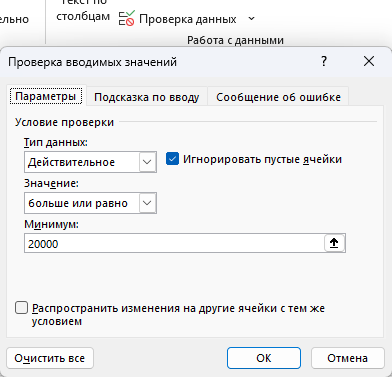 Текст по
столбцам
Проверка данных
Работа с данными
Проверка вводимых значений
?
Параметры
Подсказка по вводу
Сообщение об ошибке
Условие проверки
Тип данных:
Действительное
Игнорировать пустые ячейки
Значение:
больше или равно
Минимум:
20000
Распространить изменения на другие ячейки с тем же
условием
Очистить все
ОК
Отмена